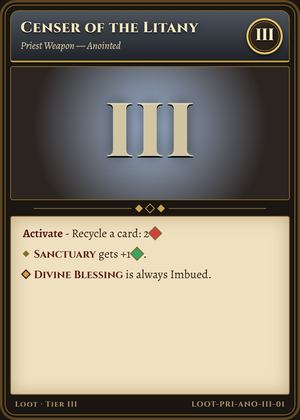 Censer of the Litany
Priest Weapon — Anointed
III
III
Activate - Recycle a card: 2
Sanctuary gets +1.
Divine Blessing is always Imbued.
Loot · Tier III
LOOT-PRI-ANO-III-01